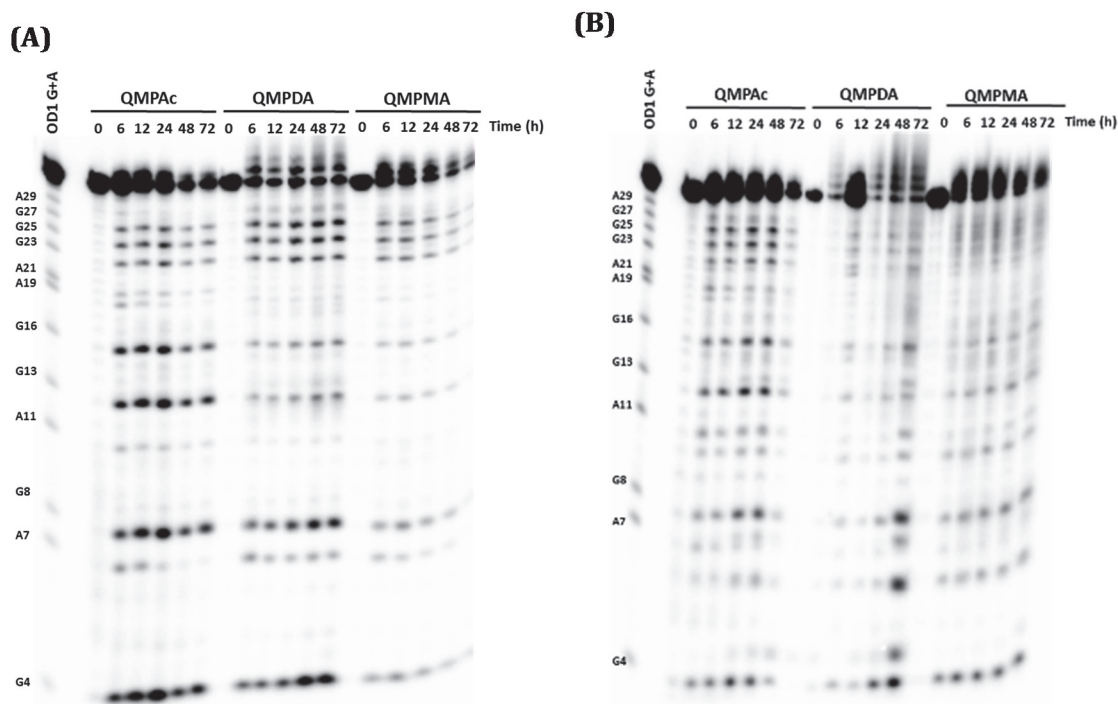 (A)
OD1 G+A
QMPAc QMPDA QMPMA
0 6 12 24 48 72 0 6 12 24 48 72 0 6 12 24 48 72 Time (h)
A29
G27
G25
G23
A21
A19
G16
G13
A11
G8
A7
G4
(B)
OD1 G+A
QMPAc QMPDA QMPMA
0 6 12 24 48 72 0 6 12 24 48 72 0 6 12 24 48 72 Time (h)
A29
G27
G25
G23
A21
A19
G16
G13
A11
G8
A7
G4